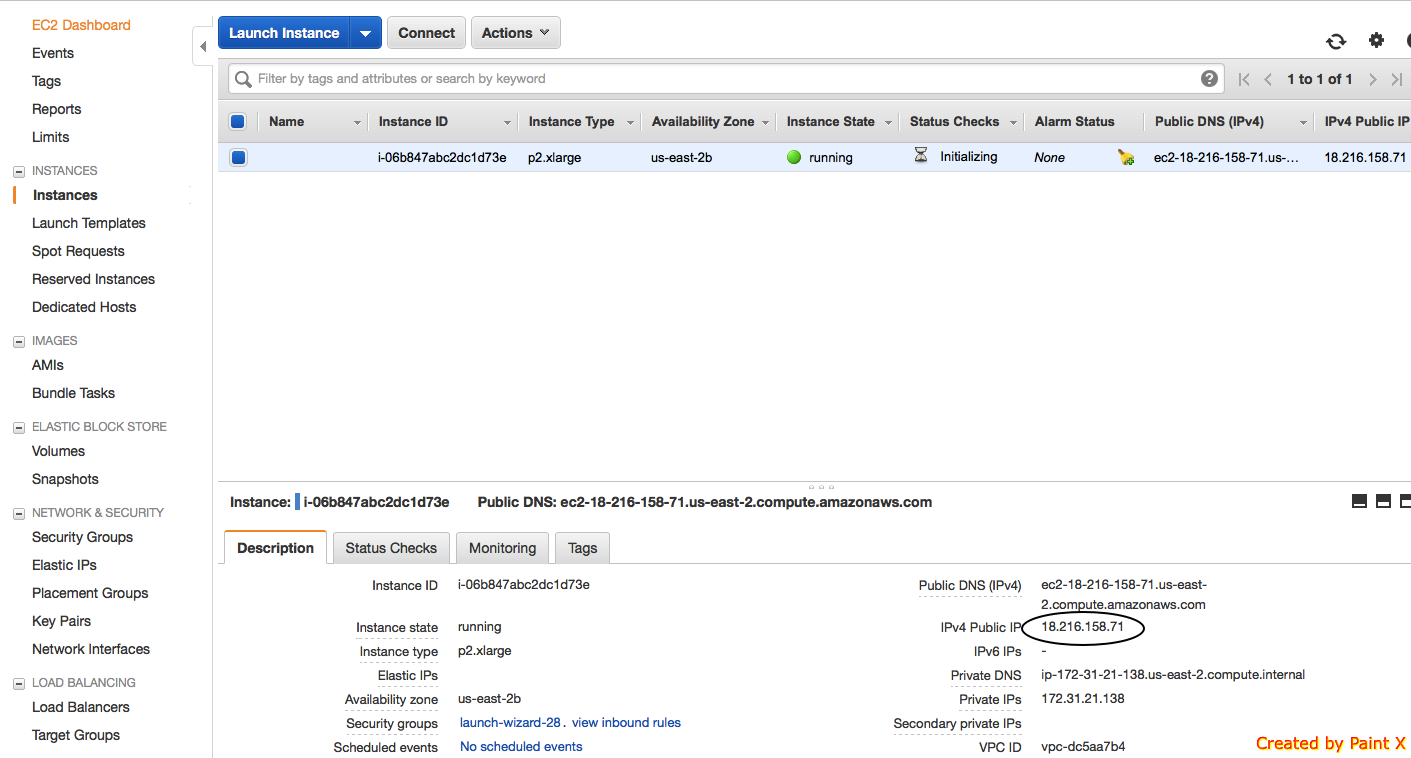 EC2 Dashboard
Events
Tags
Reports
Limits
INSTANCES
Instances
Launch Templates
Spot Requests
Reserved Instances
Dedicated Hosts
IMAGES
AMIs
Bundle Tasks
ELASTIC BLOCK STORE
Volumes
Snapshots
NETWORK & SECURITY
Security Groups
Elastic IPs
Placement Groups
Key Pairs
Network Interfaces
LOAD BALANCING
Load Balancers
Target Groups
Launch Instance Connect Actions
Filter by tags and attributes or search by keyword ? 1 to 1 of 1
Name Instance ID Instance Type Availability Zone Instance State Status Checks Alarm Status Public DNS (IPv4) IPv4 Public IP
i-06b847abc2dc1d73e p2.xlarge us-east-2b running Initializing None ec2-18-216-158-71.us-... 18.216.158.71
Instance: i-06b847abc2dc1d73e Public DNS: ec2-18-216-158-71.us-east-2.compute.amazonaws.com
Description Status Checks Monitoring Tags
Instance ID i-06b847abc2dc1d73e
Instance state running
Instance type p2.xlarge
Elastic IPs
Availability zone us-east-2b
Security groups launch-wizard-28. view inbound rules
Scheduled events No scheduled events
Public DNS (IPv4) ec2-18-216-158-71.us-east-
2.compute.amazonaws.com
IPv4 Public IP 18.216.158.71
IPv6 IPs -
Private DNS ip-172-31-21-138.us-east-2.compute.internal
Private IPs 172.31.21.138
Secondary private IPs
VPC ID vpc-dc5aa7b4
Created by Paint X